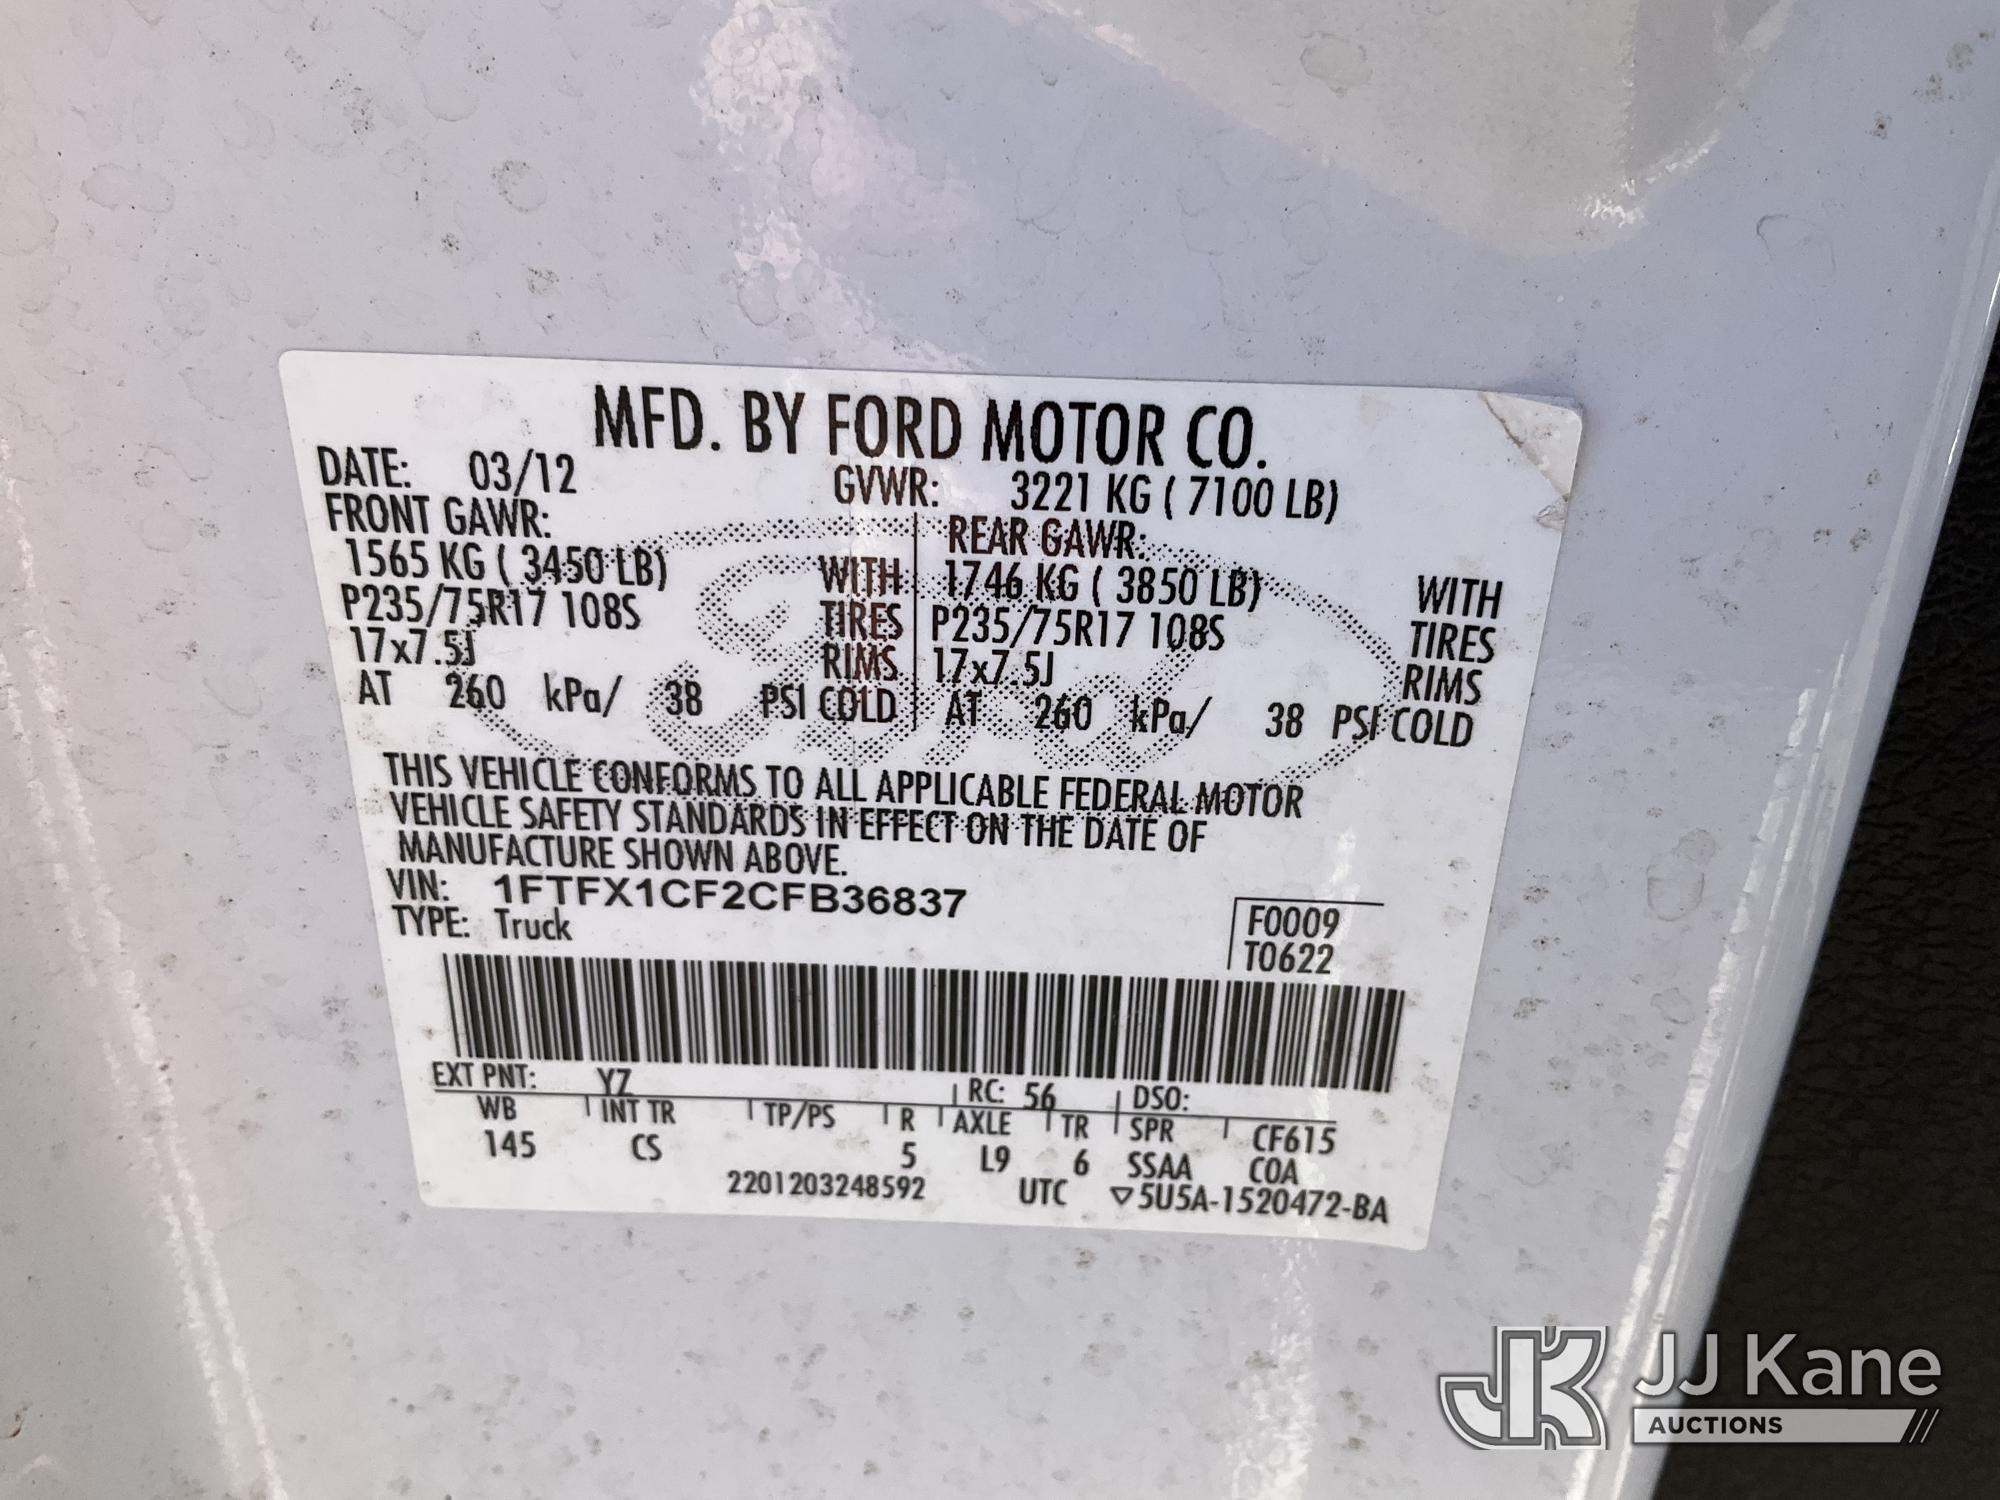 MFD. BY FORD MOTOR CO.
DATE: 03/12 GVWR: 3221 KG ( 7100 LB)
FRONT GAWR: REAR GAWR:
1565 KG ( 3450 LB) WITH 1746 KG ( 3850 LB) WITH
P235/75R17 108S TIRES P235/75R17 108S TIRES
17x7.5J RIMS 17x7.5J RIMS
AT 260 kPa/ 38 PSI COLD AT 260 kPa/ 38 PSI COLD
THIS VEHICLE CONFORMS TO ALL APPLICABLE FEDERAL MOTOR
VEHICLE SAFETY STANDARDS IN EFFECT ON THE DATE OF
MANUFACTURE SHOWN ABOVE.
VIN: 1FTFX1CF2CFB36837
TYPE: Truck
F0009
T0622
EXT PNT: YZ RC: 56 DSO:
WB INT TR TP/PS R AXLE TR SPR CF615
145 CS 5 L9 6 SSAA COA
2201203248592 UTC ▽5U5A-1520472-BA
Ford
JK JJ Kane
AUCTIONS